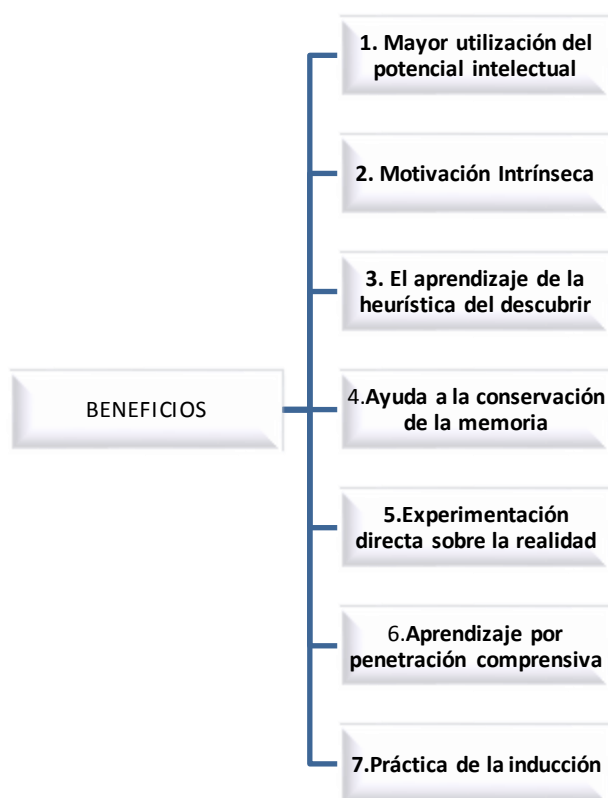 BENEFICIOS
1. Mayor utilización del
potencial intelectual
2. Motivación Intrínseca
3. El aprendizaje de la
heurística del descubrir
4.Ayuda a la conservación
de la memoria
5.Experimentación
directa sobre la realidad
6.Aprendizaje por
penetración comprensiva
7.Práctica de la inducción